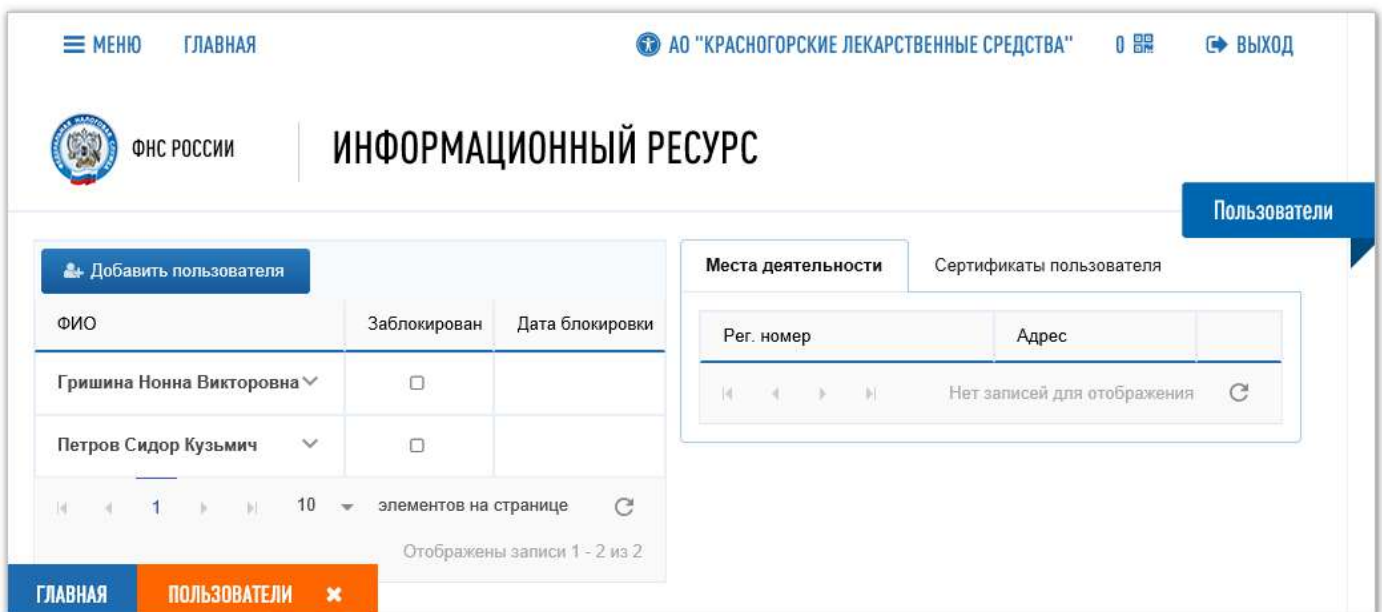 МЕНЮ ГЛАВНАЯ АО "КРАСНОГОРСКИЕ ЛЕКАРСТВЕННЫЕ СРЕДСТВА" 0 ВЫХОД
ФНС РОССИИ ИНФОРМАЦИОННЫЙ РЕСУРС
Пользователи
Добавить пользователя
ФИО Заблокирован Дата блокировки
Гришина Нонна Викторовна
Петров Сидор Кузьмич
1 10 элементов на странице
Отображены записи 1 - 2 из 2
Места деятельности Сертификаты пользователя
Рег. номер Адрес
Нет записей для отображения
ГЛАВНАЯ ПОЛЬЗОВАТЕЛИ